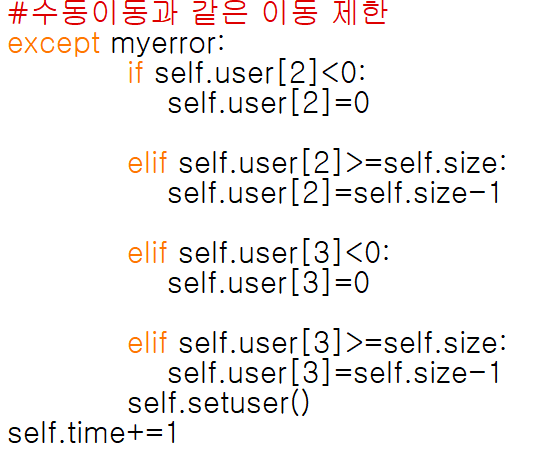 #수동이동과 같은 이동 제한
except myerror:
if self.user[2]<0:
self.user[2]=0
elif self.user[2]>=self.size:
self.user[2]=self.size-1
elif self.user[3]<0:
self.user[3]=0
elif self.user[3]>=self.size:
self.user[3]=self.size-1
self.setuser()
self.time+=1